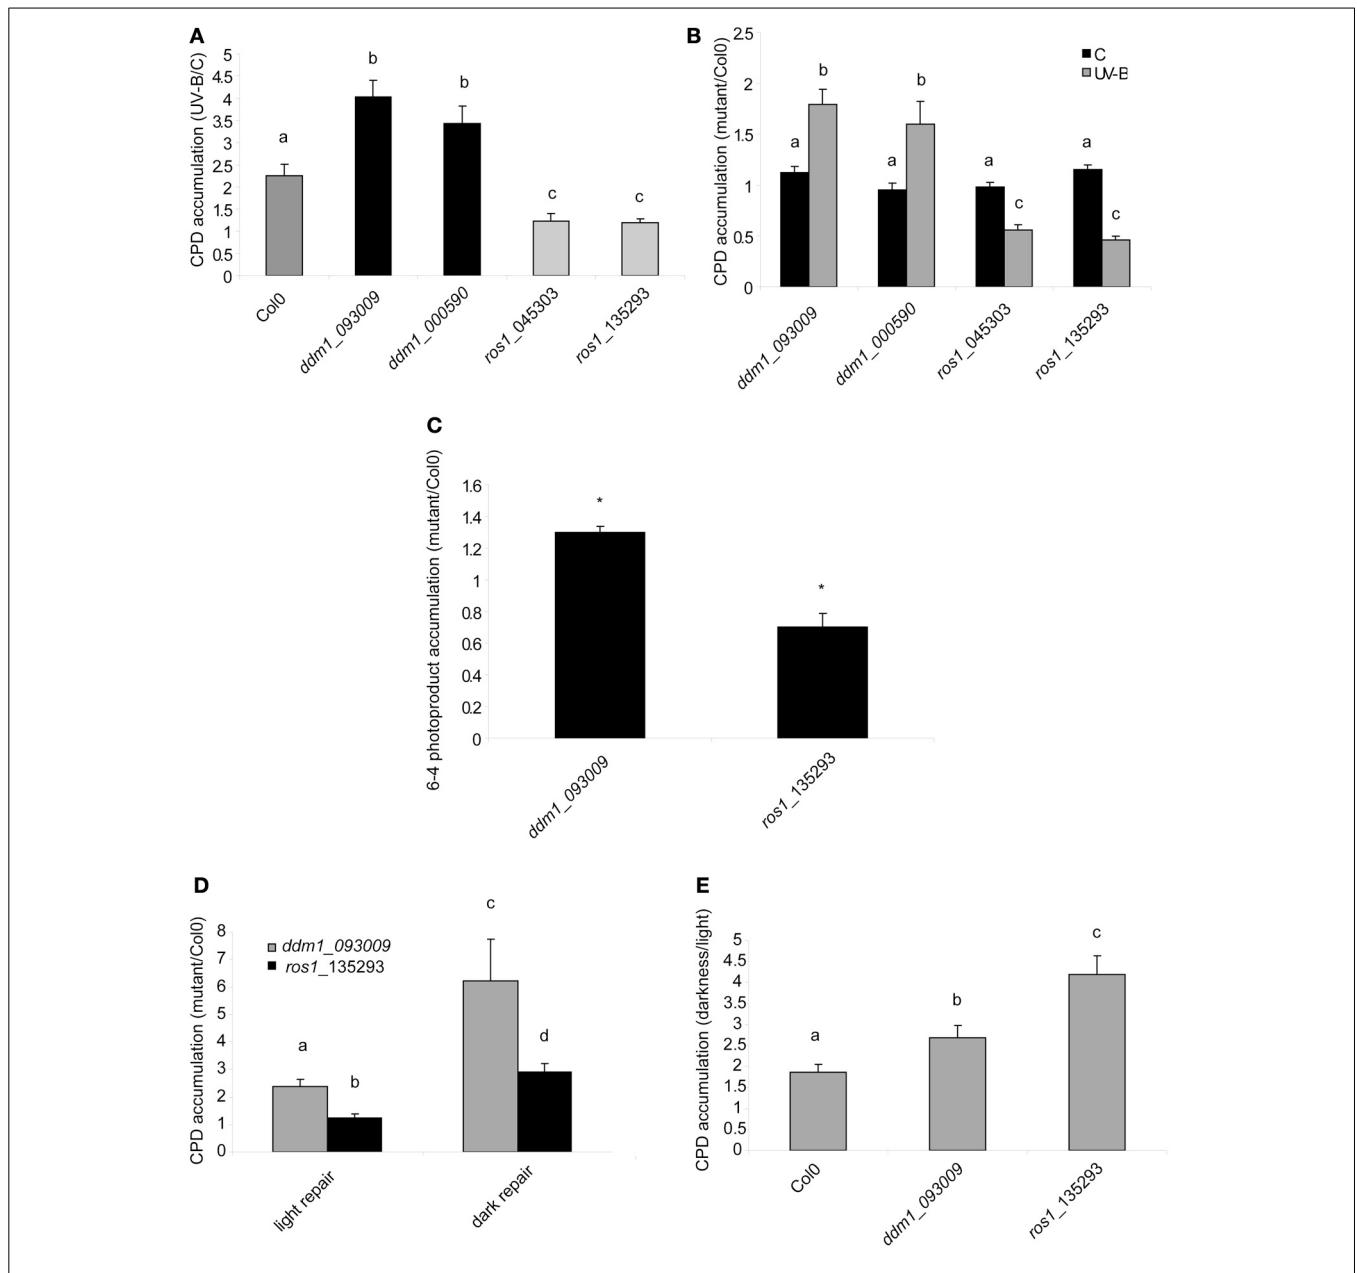 A
CPD accumulation (UV-B/C)
5
4.5
4
3.5
3
2.5
2
1.5
1
0.5
0
a
b
b
c
c
Col0
ddm1_093009
ddm1_000590
ros1_045303
ros1_135293
B
CPD accumulation (mutant/Col0)
2.5
2
1.5
1
0.5
0
C
UV-B
a
b
a
b
a
c
a
c
ddm1_093009
ddm1_000590
ros1_045303
ros1_135293
C
6-4 photoproduct accumulation (mutant/Col0)
1.6
1.4
1.2
1
0.8
0.6
0.4
0.2
0
*
*
ddm1_093009
ros1_135293
D
CPD accumulation (mutant/Col0)
8
7
6
5
4
3
2
1
0
ddm1_093009
ros1_135293
a
b
c
d
light repair
dark repair
E
CPD accumulation (darkness/light)
5
4.5
4
3.5
3
2.5
2
1.5
1
0.5
0
a
b
c
Col0
ddm1_093009
ros1_135293